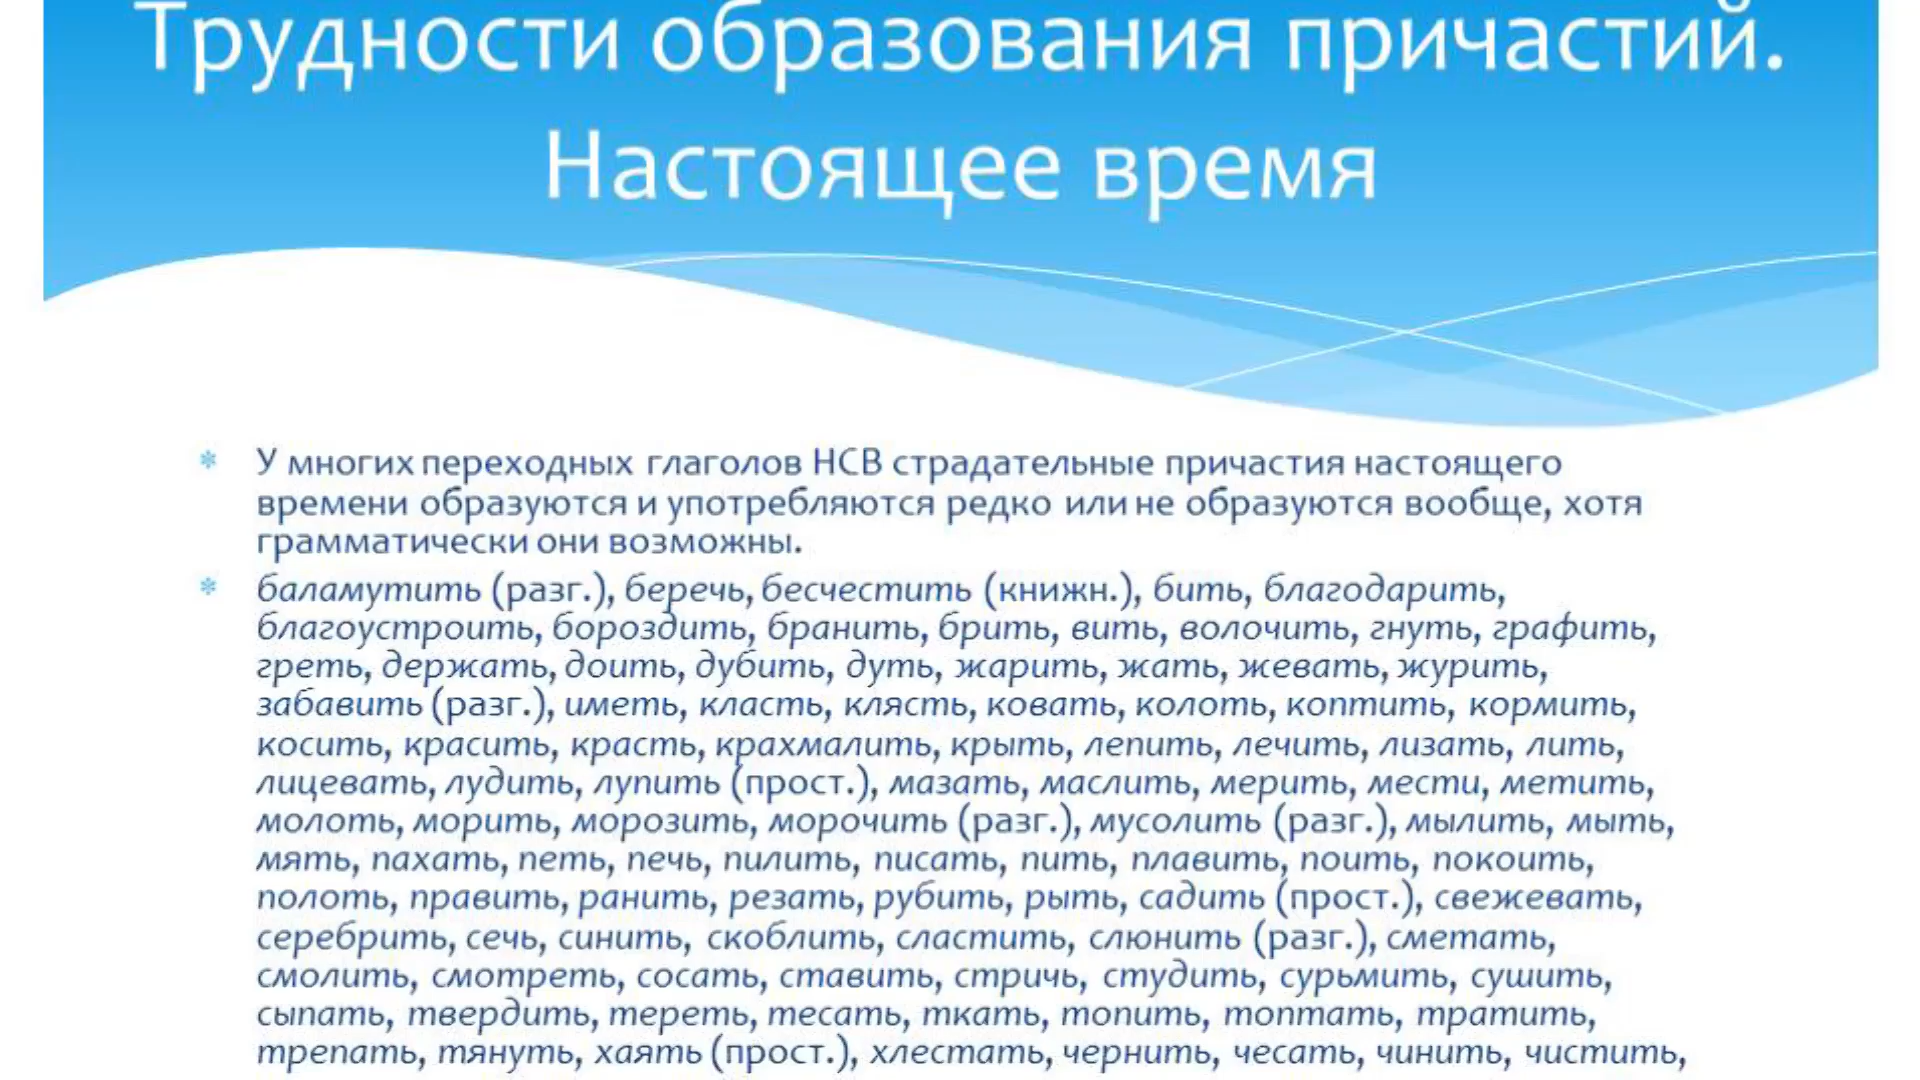 Трудности образования причастий.
Настоящее время
* У многих переходных глаголов НСВ страдательные причастия настоящего
времени образуются и употребляются редко или не образуются вообще, хотя
грамматически они возможны.
* баламутить (разг.), беречь, бесчестить (книжн.), бить, благодарить,
благоустроить, бороздить, бранить, брить, вить, волочить, гнуть, графить,
греть, держать, доить, дубить, дуть, жарить, жать, жевать, журить,
забавить (разг.), иметь, класть, клясть, ковать, колоть, коптить, кормить,
косить, красить, красть, крахмалить, крыть, лепить, лечить, лизать, лить,
лицевать, лудить, лупить (прост.), мазать, маслить, мерить, мести, метить,
молоть, морить, морозить, морочить (разг.), мусолить (разг.), мылить, мыть,
мять, пахать, петь, печь, пилить, писать, пить, плавить, поить, покоить,
полоть, править, ранить, резать, рубить, рыть, садить (прост.), свежевать,
серебрить, сечь, синить, скоблить, сластить, слюнить (разг.), сметать,
смолить, смотреть, сосать, ставить, стричь, студить, сурьмить, сушить,
сыпать, твердить, тереть, тесать, ткать, топить, топтать, тратить,
трепать, тянуть, хаять (прост.), хлестать, чернить, чесать, чинить, чистить,